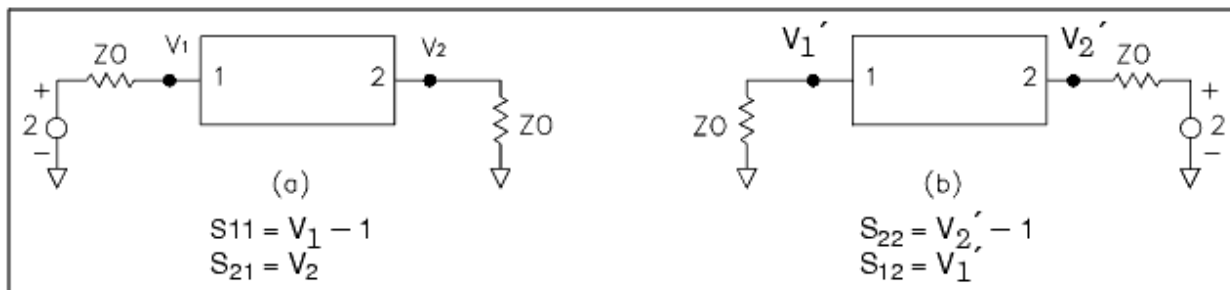 ZO V₁ 1 2 V₂ ZO + 2 −
(a)
S11 = V₁ − 1
S₂₁ = V₂
V₁′ ZO 1 2 V₂′ ZO + 2 −
(b)
S₂₂ = V₂′ − 1
S₁₂ = V₁′